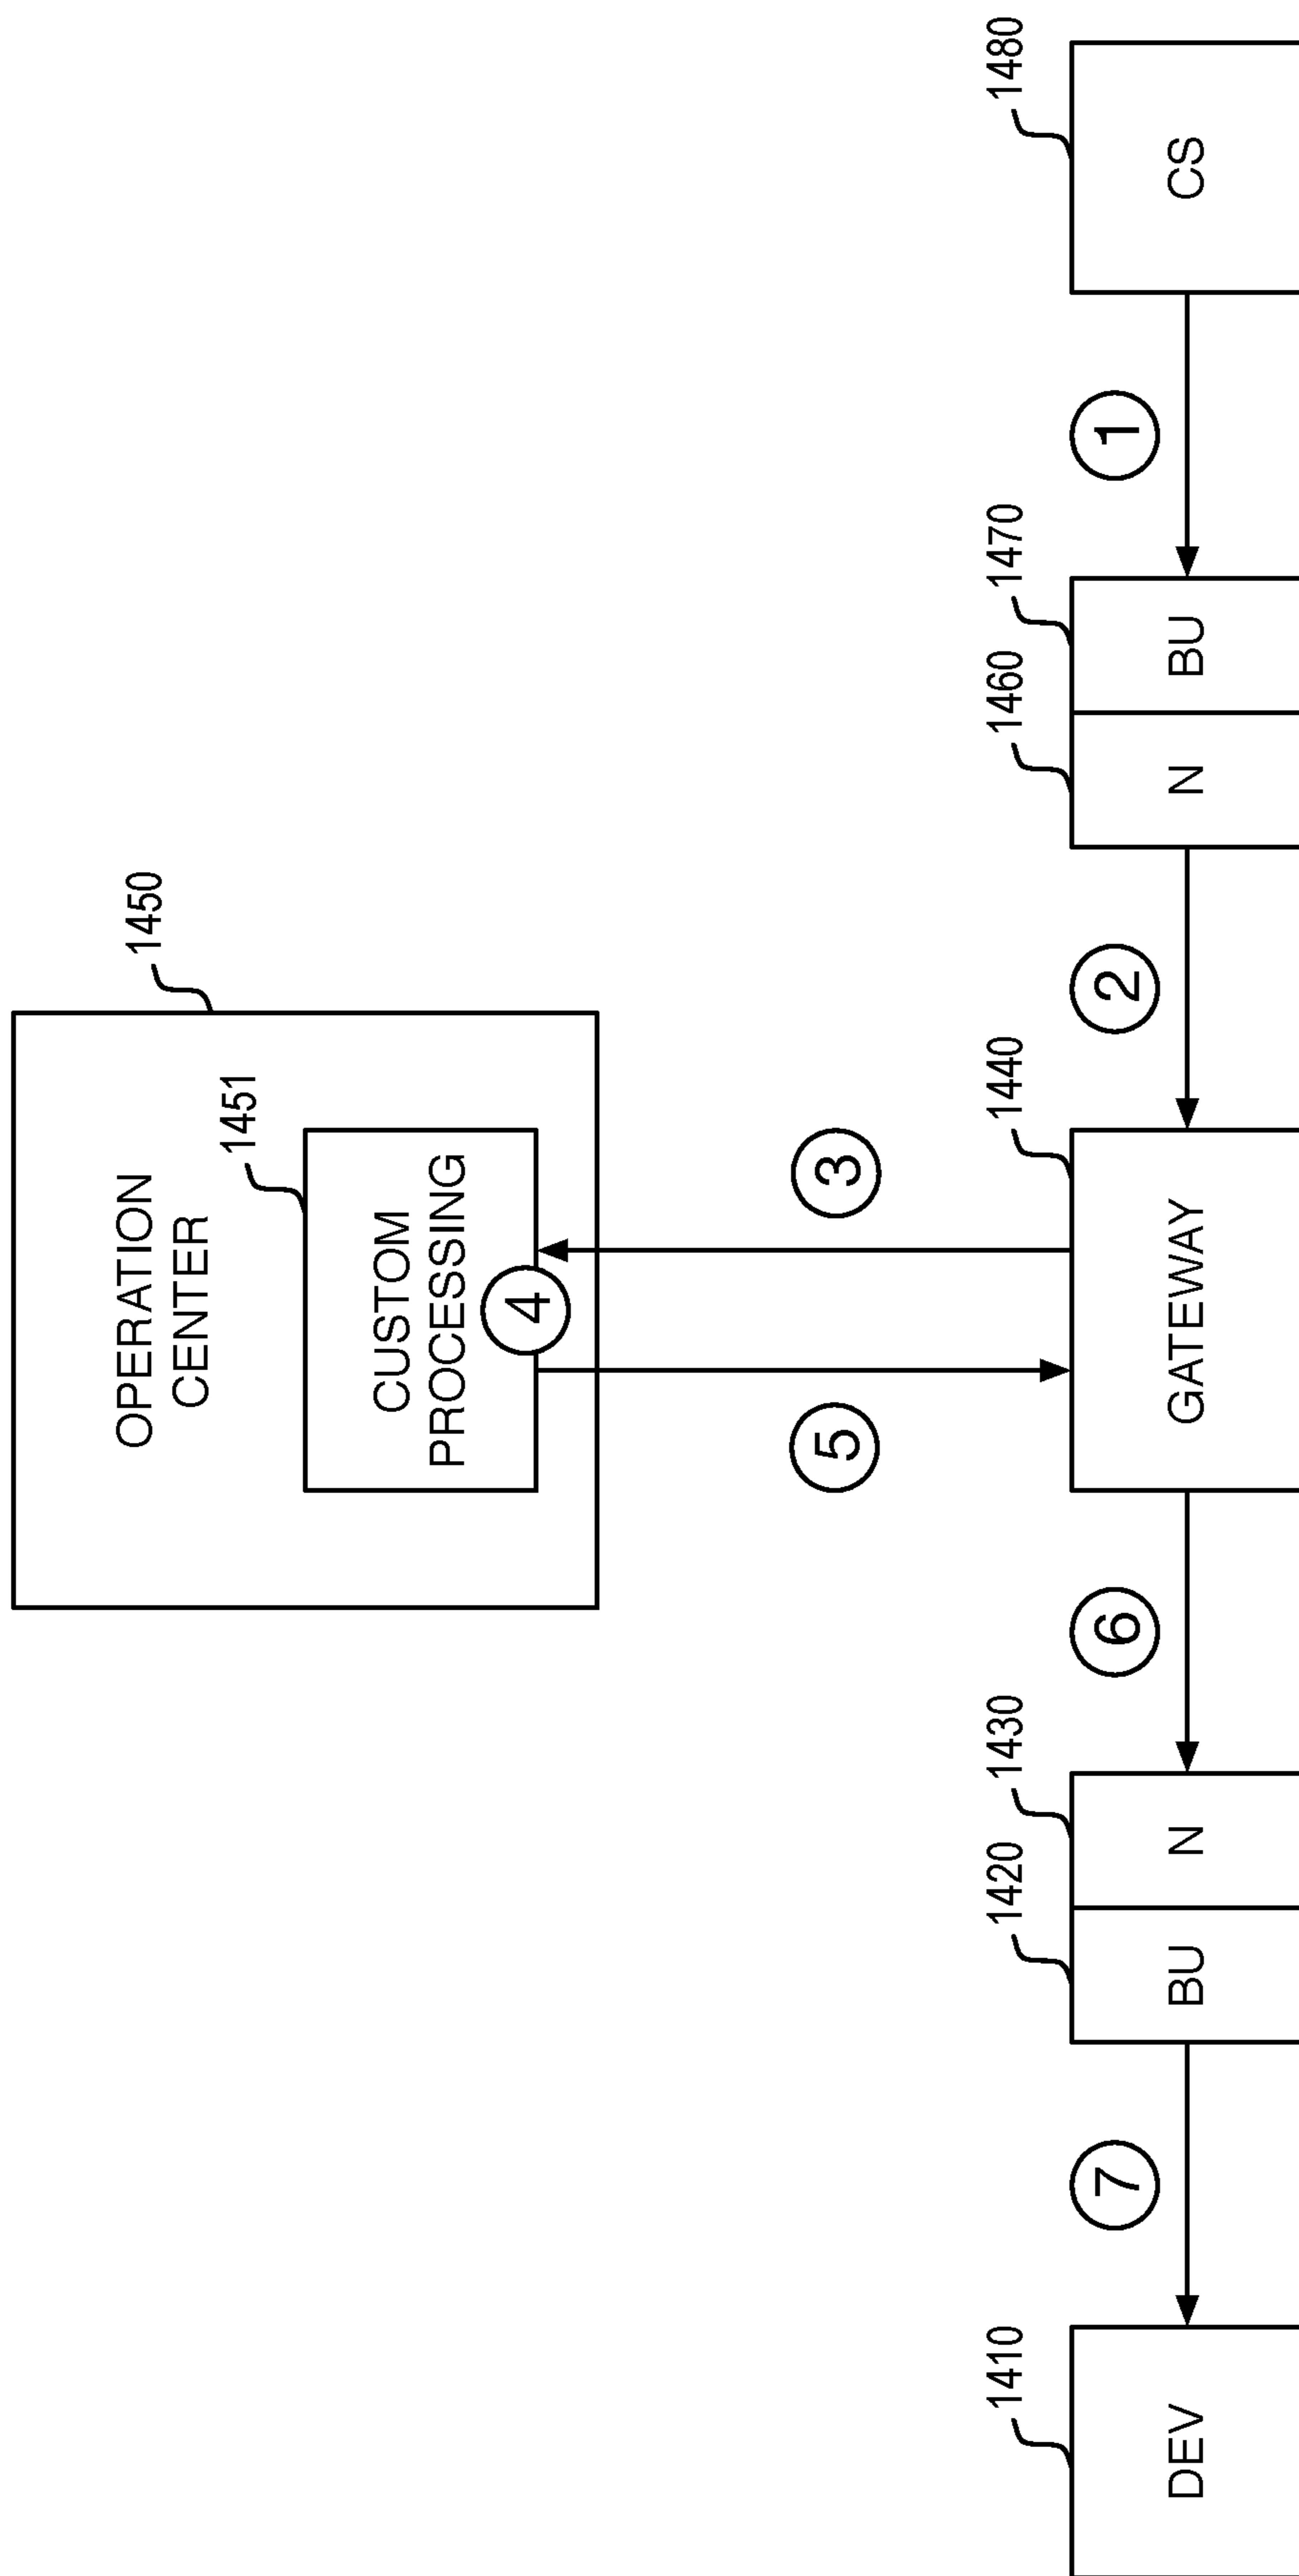 1450
OPERATION
CENTER
1451
CUSTOM
PROCESSING
4
5
3
1410
DEV
7
1420
BU
1430
N
6
1440
GATEWAY
2
1460
N
1470
BU
1
1480
CS